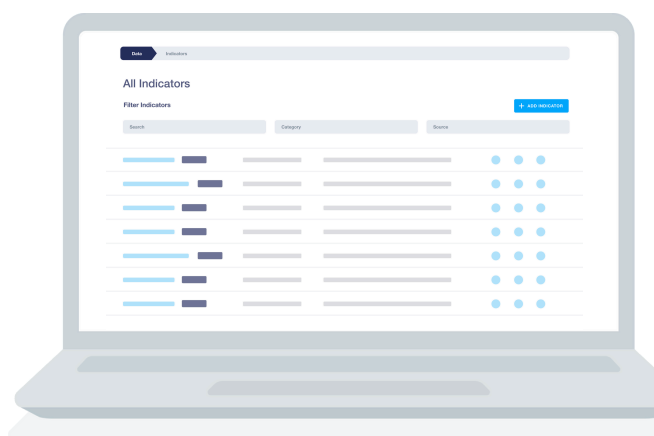 Data Indicators
All Indicators
Filter Indicators
+ ADD INDICATOR
Search Category Source